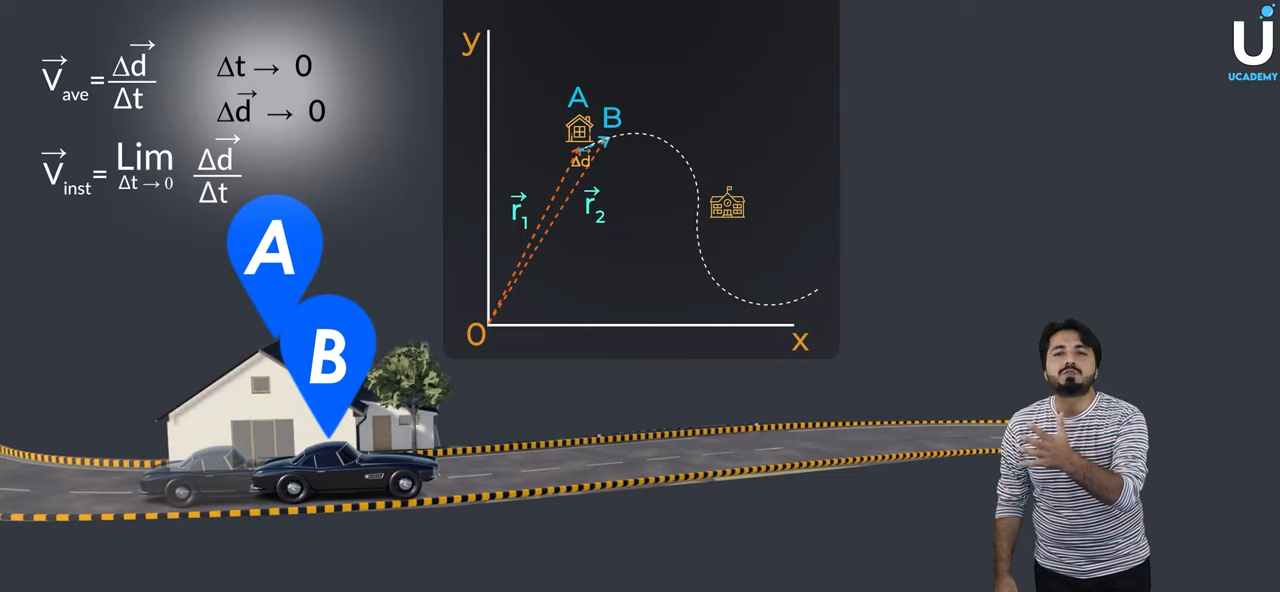 V⃗ave = Δd⃗/Δt
Δt → 0
Δd⃗ → 0
V⃗inst = Lim Δt → 0 Δd⃗/Δt
A
B
y
A
B
Δd⃗
r⃗1
r⃗2
0
x
U
UCADEMY